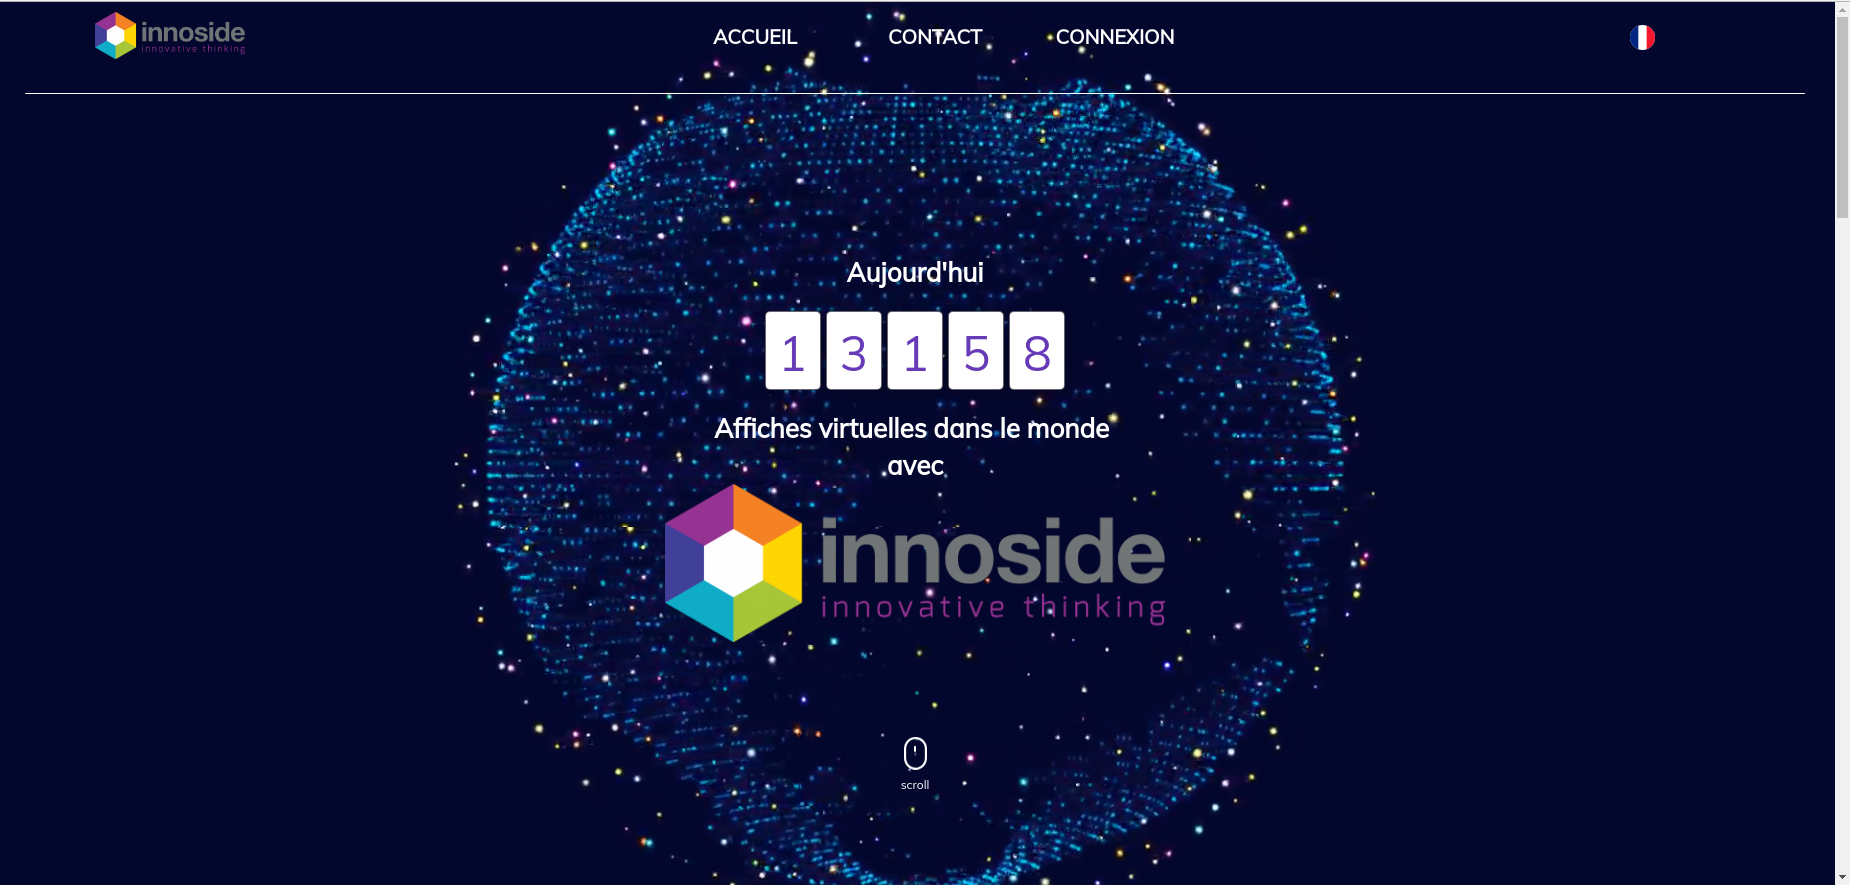 innoside
innovative thinking
ACCUEIL CONTACT CONNEXION
Aujourd'hui
1 3 1 5 8
Affiches virtuelles dans le monde
avec
innoside
innovative thinking
scroll